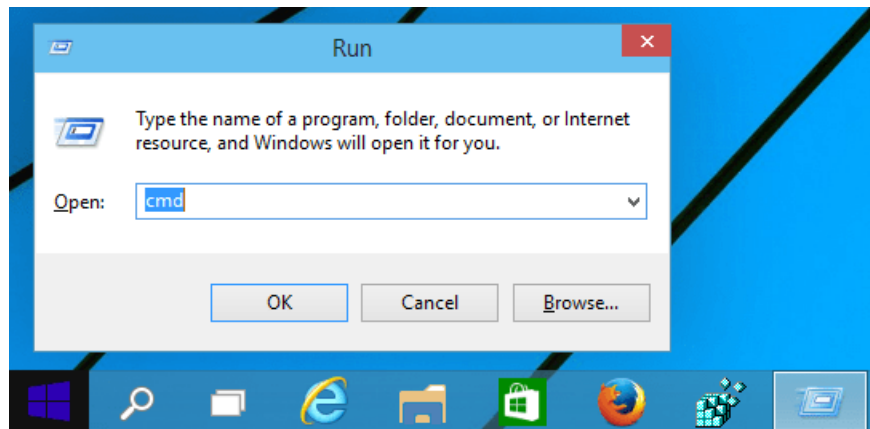 Run
Type the name of a program, folder, document, or Internet
resource, and Windows will open it for you.
Open: cmd
OK Cancel Browse...